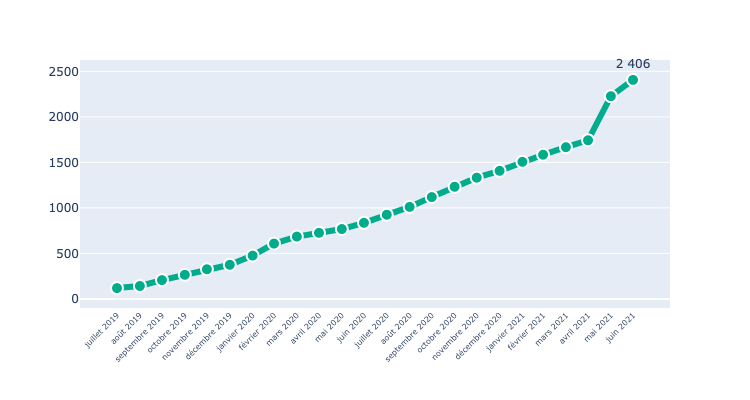 2 406
2500
2000
1500
1000
500
0
juillet 2019
août 2019
septembre 2019
octobre 2019
novembre 2019
décembre 2019
janvier 2020
février 2020
mars 2020
avril 2020
mai 2020
juin 2020
juillet 2020
août 2020
septembre 2020
octobre 2020
novembre 2020
décembre 2020
janvier 2021
février 2021
mars 2021
avril 2021
mai 2021
juin 2021